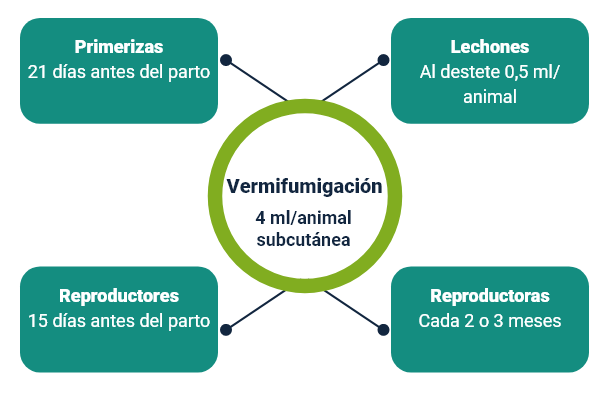 Primerizas
21 días antes del parto
Lechones
Al destete 0,5 ml/
animal
Vermifumigación
4 ml/animal
subcutánea
Reproductores
15 días antes del parto
Reproductoras
Cada 2 o 3 meses